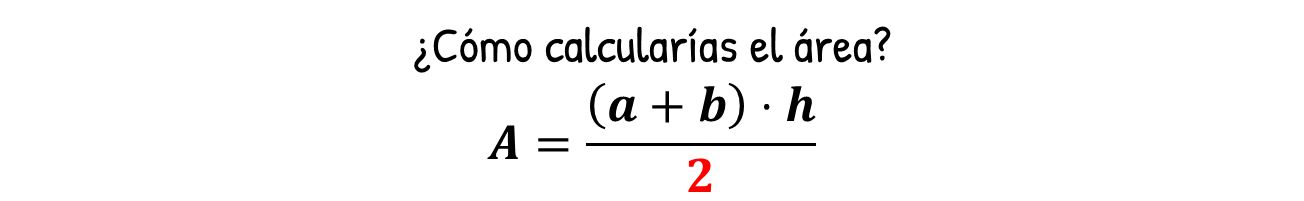 ¿Cómo calcularías el área?
A = (a + b) · h / 2